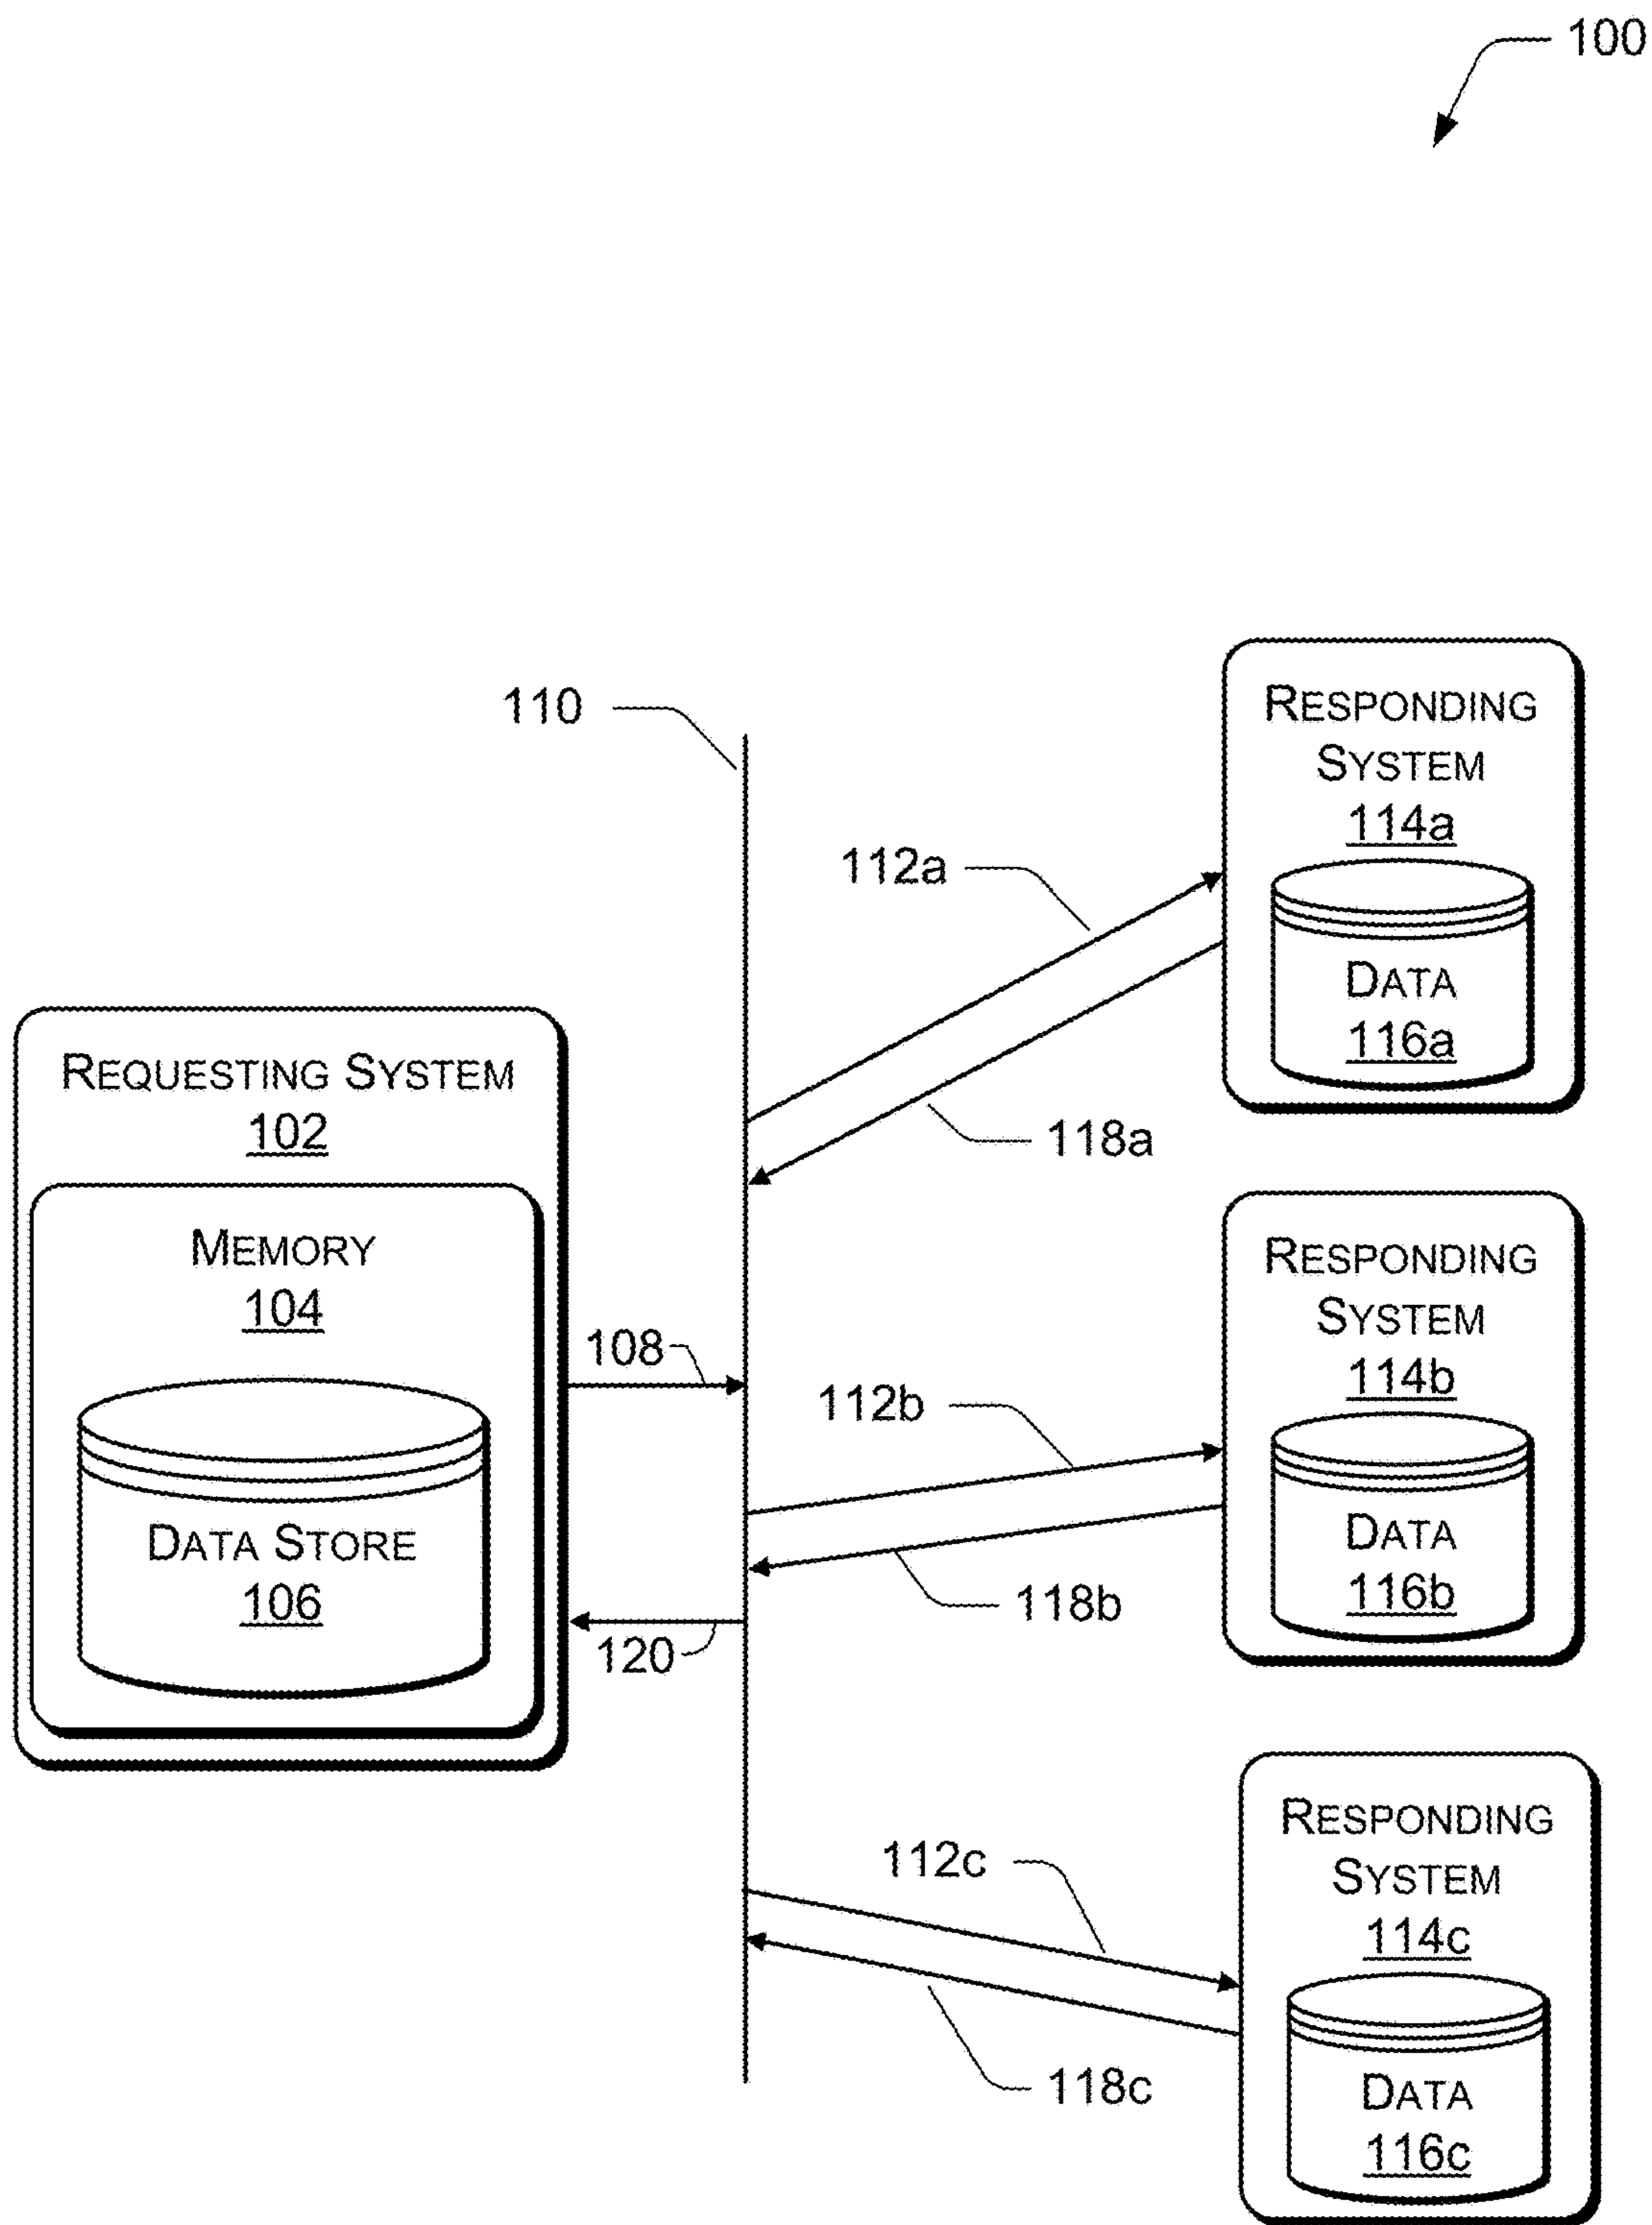 100
110
RESPONDING
SYSTEM
114a
DATA
116a
112a
118a
REQUESTING SYSTEM
102
MEMORY
104
DATA STORE
106
108
120
RESPONDING
SYSTEM
114b
DATA
116b
112b
118b
RESPONDING
SYSTEM
114c
DATA
116c
112c
118c